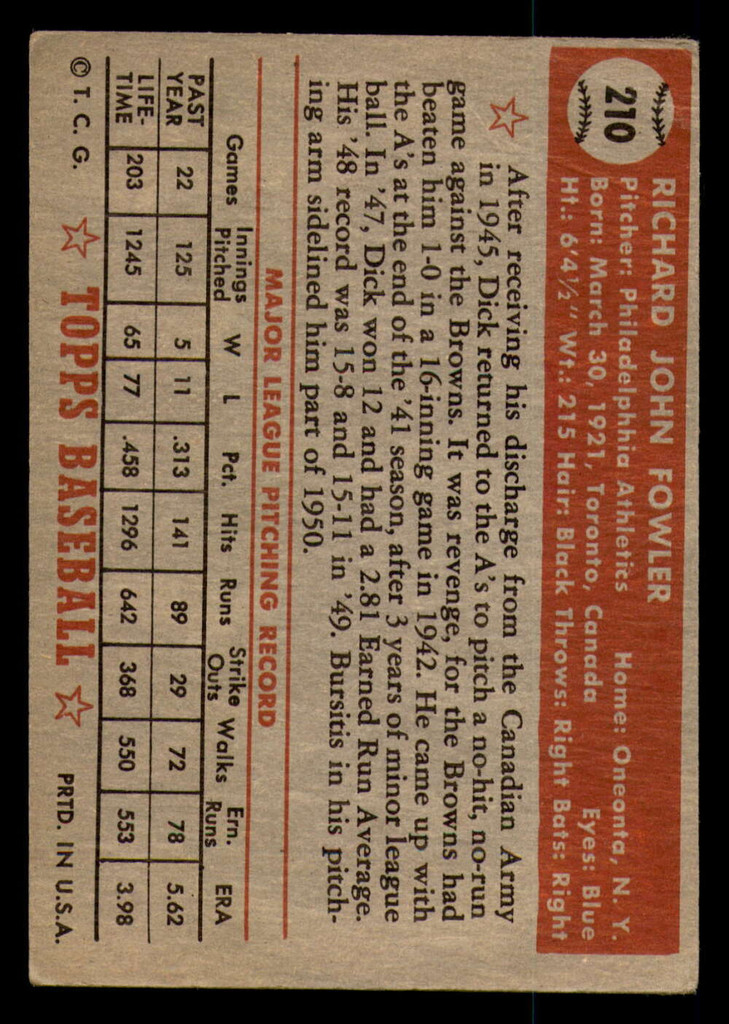 210
RICHARD JOHN FOWLER
Pitcher: Philadelphhia Athletics Home: Oneonta, N. Y.
Born: March 30, 1921, Toronto, Canada Eyes: Blue
Ht.: 6'4½" Wt.: 215 Hair: Black Throws: Right Bats: Right
After receiving his discharge from the Canadian Army
in 1945, Dick returned to the A's to pitch a no-hit, no-run
game against the Browns. It was revenge, for the Browns had
beaten him 1-0 in a 16-inning game in 1942. He came up with
the A's at the end of the '41 season, after 3 years of minor league
ball. In '47, Dick won 12 and had a 2.81 Earned Run Average.
His '48 record was 15-8 and 15-11 in '49. Bursitis in his pitch-
ing arm sidelined him part of 1950.
MAJOR LEAGUE PITCHING RECORD
Games Innings Pitched W L Pct. Hits Runs Strike Outs Walks Ern. Runs ERA
PAST YEAR 22 125 5 11 .313 141 89 29 72 78 5.62
LIFE-TIME 203 1245 65 77 .458 1296 642 368 550 553 3.98
© T. C. G. TOPPS BASEBALL PRTD. IN U.S.A.